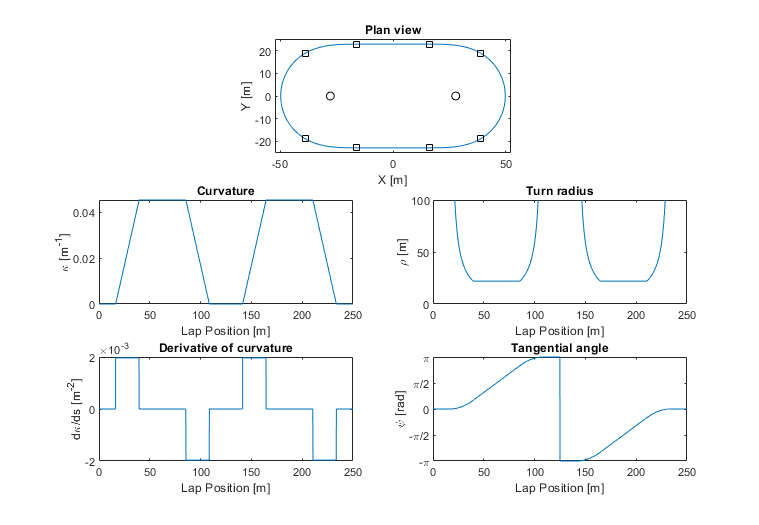 Plan view
20
10
0
-10
-20
Y [m]
-50 0 50
X [m]
Curvature
0.04
0.02
0
κ [m⁻¹]
0 50 100 150 200 250
Lap Position [m]
Turn radius
100
50
0
ρ [m]
0 50 100 150 200 250
Lap Position [m]
Derivative of curvature
×10⁻³
2
0
-2
dκ/ds [m⁻²]
0 50 100 150 200 250
Lap Position [m]
Tangential angle
π
π/2
0
-π/2
-π
ψ [rad]
0 50 100 150 200 250
Lap Position [m]